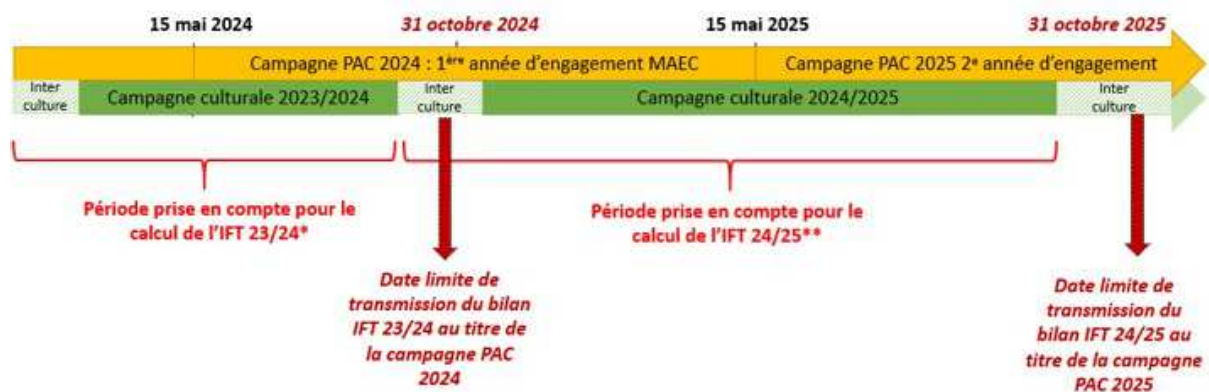 15 mai 2024
31 octobre 2024
15 mai 2025
31 octobre 2025
Campagne PAC 2024 : 1ère année d'engagement MAEC
Campagne PAC 2025 2e année d'engagement
Inter
culture
Campagne culturale 2023/2024
Inter
culture
Campagne culturale 2024/2025
Inter
culture
Période prise en compte pour le
calcul de l'IFT 23/24*
Période prise en compte pour le
calcul de l'IFT 24/25**
Date limite de
transmission du bilan
IFT 23/24 au titre de
la campagne PAC
2024
Date limite de
transmission du
bilan IFT 24/25 au
titre de la campagne
PAC 2025